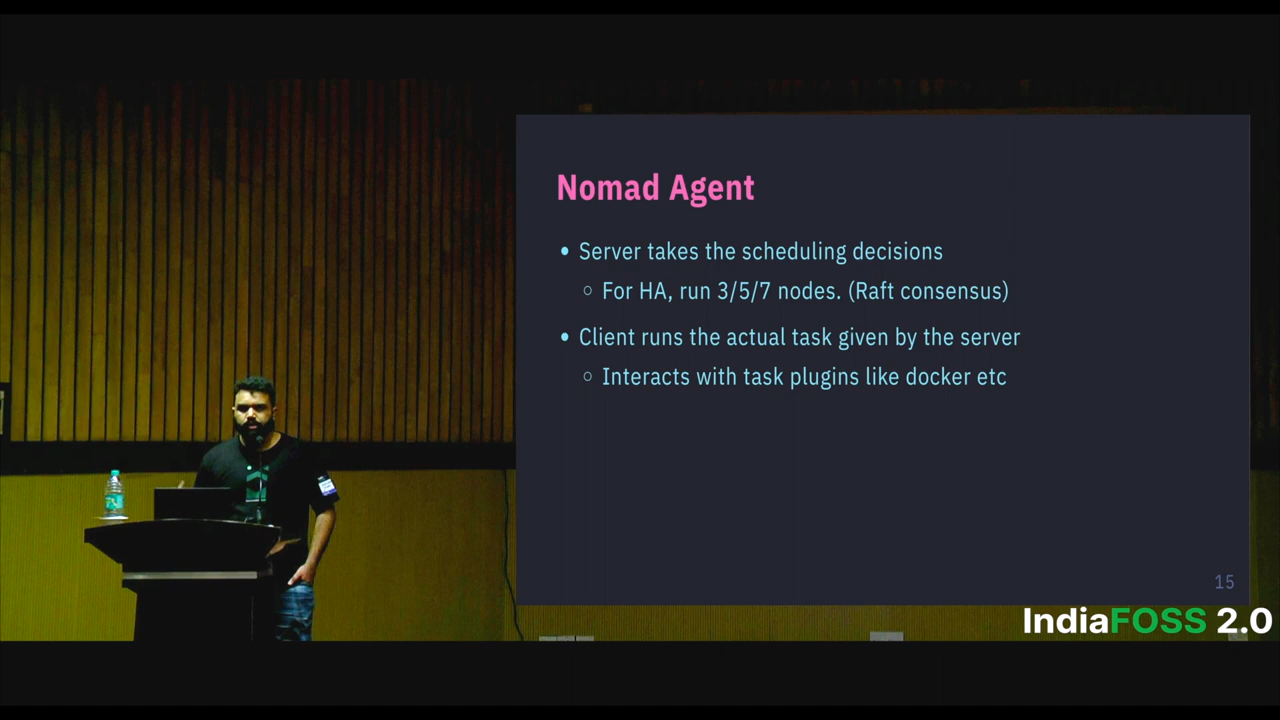 Nomad Agent
• Server takes the scheduling decisions
○ For HA, run 3/5/7 nodes. (Raft consensus)
• Client runs the actual task given by the server
○ Interacts with task plugins like docker etc
15
IndiaFOSS 2.0